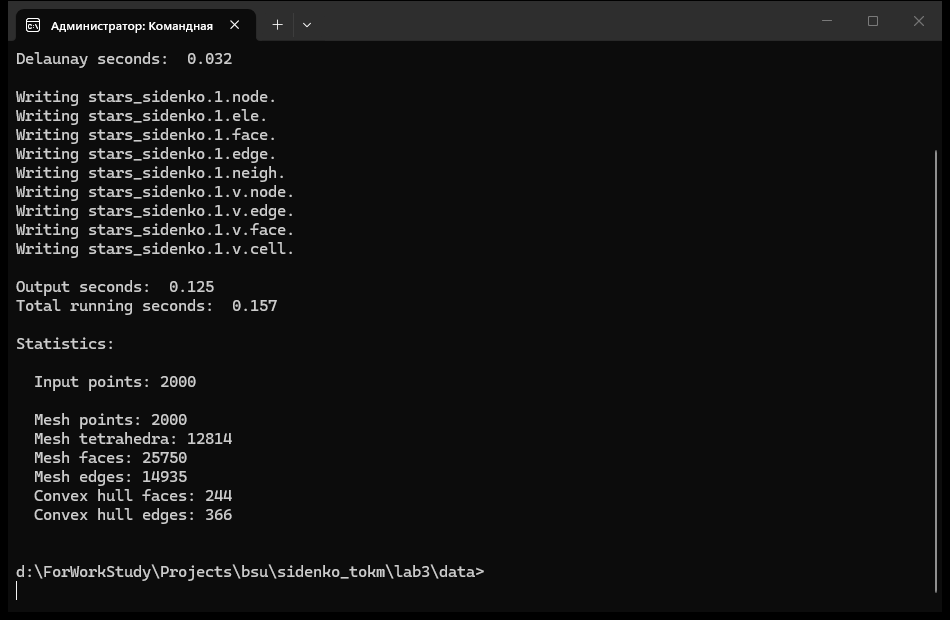 Администратор: Командная
Delaunay seconds:  0.032
Writing stars_sidenko.1.node.
Writing stars_sidenko.1.ele.
Writing stars_sidenko.1.face.
Writing stars_sidenko.1.edge.
Writing stars_sidenko.1.neigh.
Writing stars_sidenko.1.v.node.
Writing stars_sidenko.1.v.edge.
Writing stars_sidenko.1.v.face.
Writing stars_sidenko.1.v.cell.
Output seconds:  0.125
Total running seconds:  0.157
Statistics:
Input points: 2000
Mesh points: 2000
Mesh tetrahedra: 12814
Mesh faces: 25750
Mesh edges: 14935
Convex hull faces: 244
Convex hull edges: 366
d:\ForWorkStudy\Projects\bsu\sidenko_tokm\lab3\data>